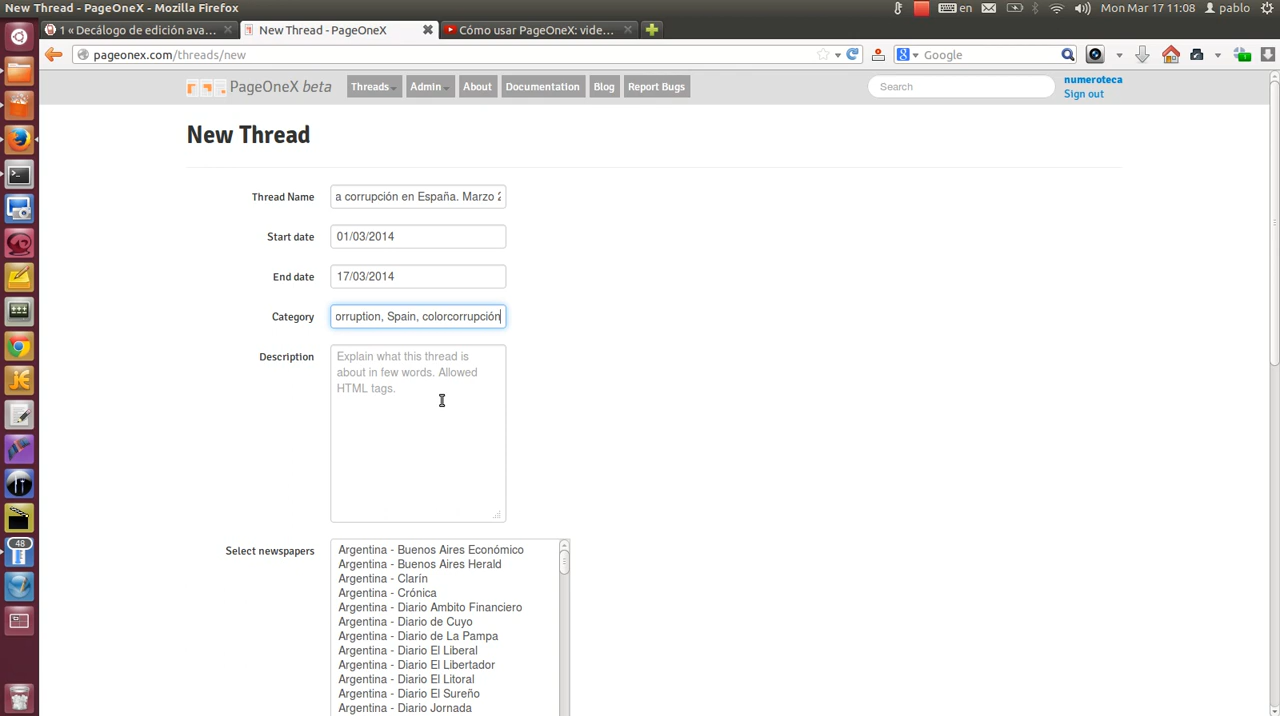 New Thread - PageOneX - Mozilla Firefox
en
Mon Mar 17 11:08
pablo
1 « Decálogo de edición ava...
New Thread - PageOneX
Cómo usar PageOneX: vide...
pageonex.com/threads/new
Google
PageOneX beta
Threads
Admin
About
Documentation
Blog
Report Bugs
Search
numeroteca
Sign out
New Thread
Thread Name
a corrupción en España. Marzo 2
Start date
01/03/2014
End date
17/03/2014
Category
orruption, Spain, colorcorrupción
Description
Explain what this thread is
about in few words. Allowed
HTML tags.
Select newspapers
Argentina - Buenos Aires Económico
Argentina - Buenos Aires Herald
Argentina - Clarín
Argentina - Crónica
Argentina - Diario Ambito Financiero
Argentina - Diario de Cuyo
Argentina - Diario de La Pampa
Argentina - Diario El Liberal
Argentina - Diario El Libertador
Argentina - Diario El Litoral
Argentina - Diario El Sureño
Argentina - Diario Jornada
48